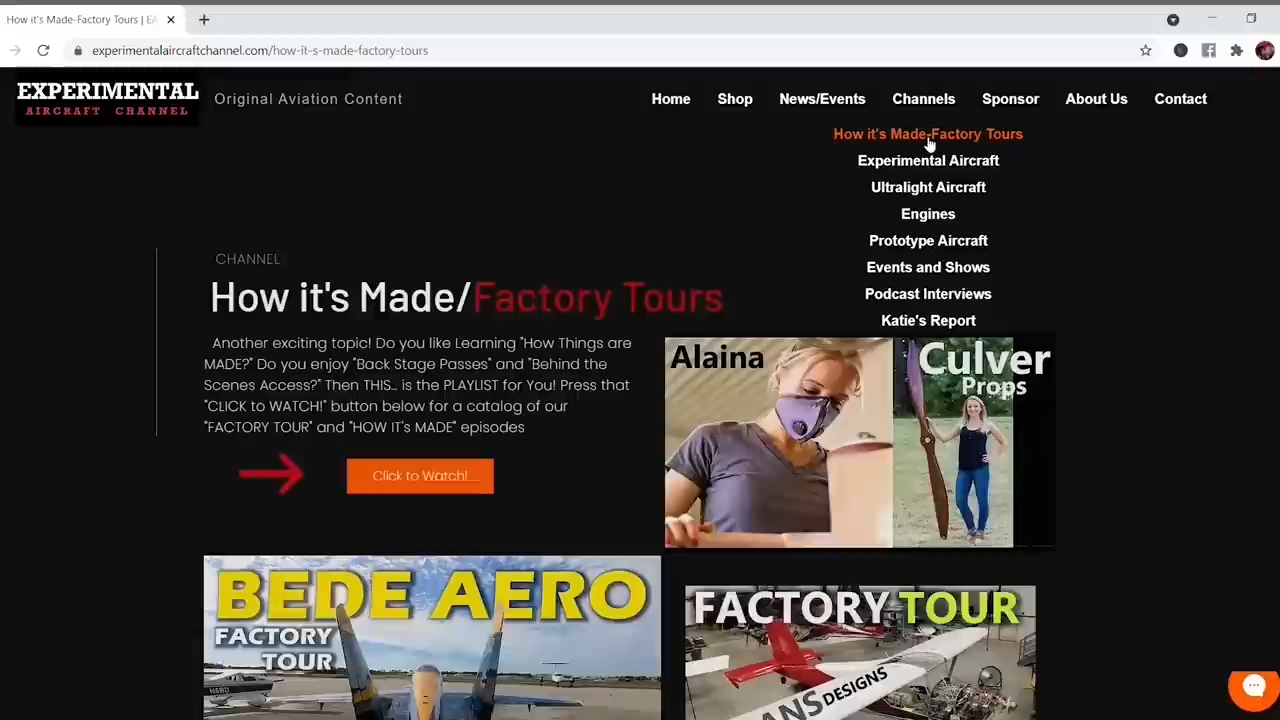 How it's Made-Factory Tours | EA
experimentalaircraftchannel.com/how-it-s-made-factory-tours
EXPERIMENTAL
AIRCRAFT CHANNEL
Original Aviation Content
Home
Shop
News/Events
Channels
Sponsor
About Us
Contact
How it's Made-Factory Tours
Experimental Aircraft
Ultralight Aircraft
Engines
Prototype Aircraft
Events and Shows
Podcast Interviews
Katie's Report
CHANNEL
How it's Made/Factory Tours
Another exciting topic! Do you like Learning "How Things are
MADE?" Do you enjoy "Back Stage Passes" and "Behind the
Scenes Access?" Then THIS... is the PLAYLIST for You! Press that
"CLICK to WATCH!" button below for a catalog of our
"FACTORY TOUR" and "HOW IT's MADE" episodes
Click to Watch!
Alaina
Culver
Props
BEDE AERO
FACTORY
TOUR
N6BD
FACTORY TOUR
ANS DESIGNS